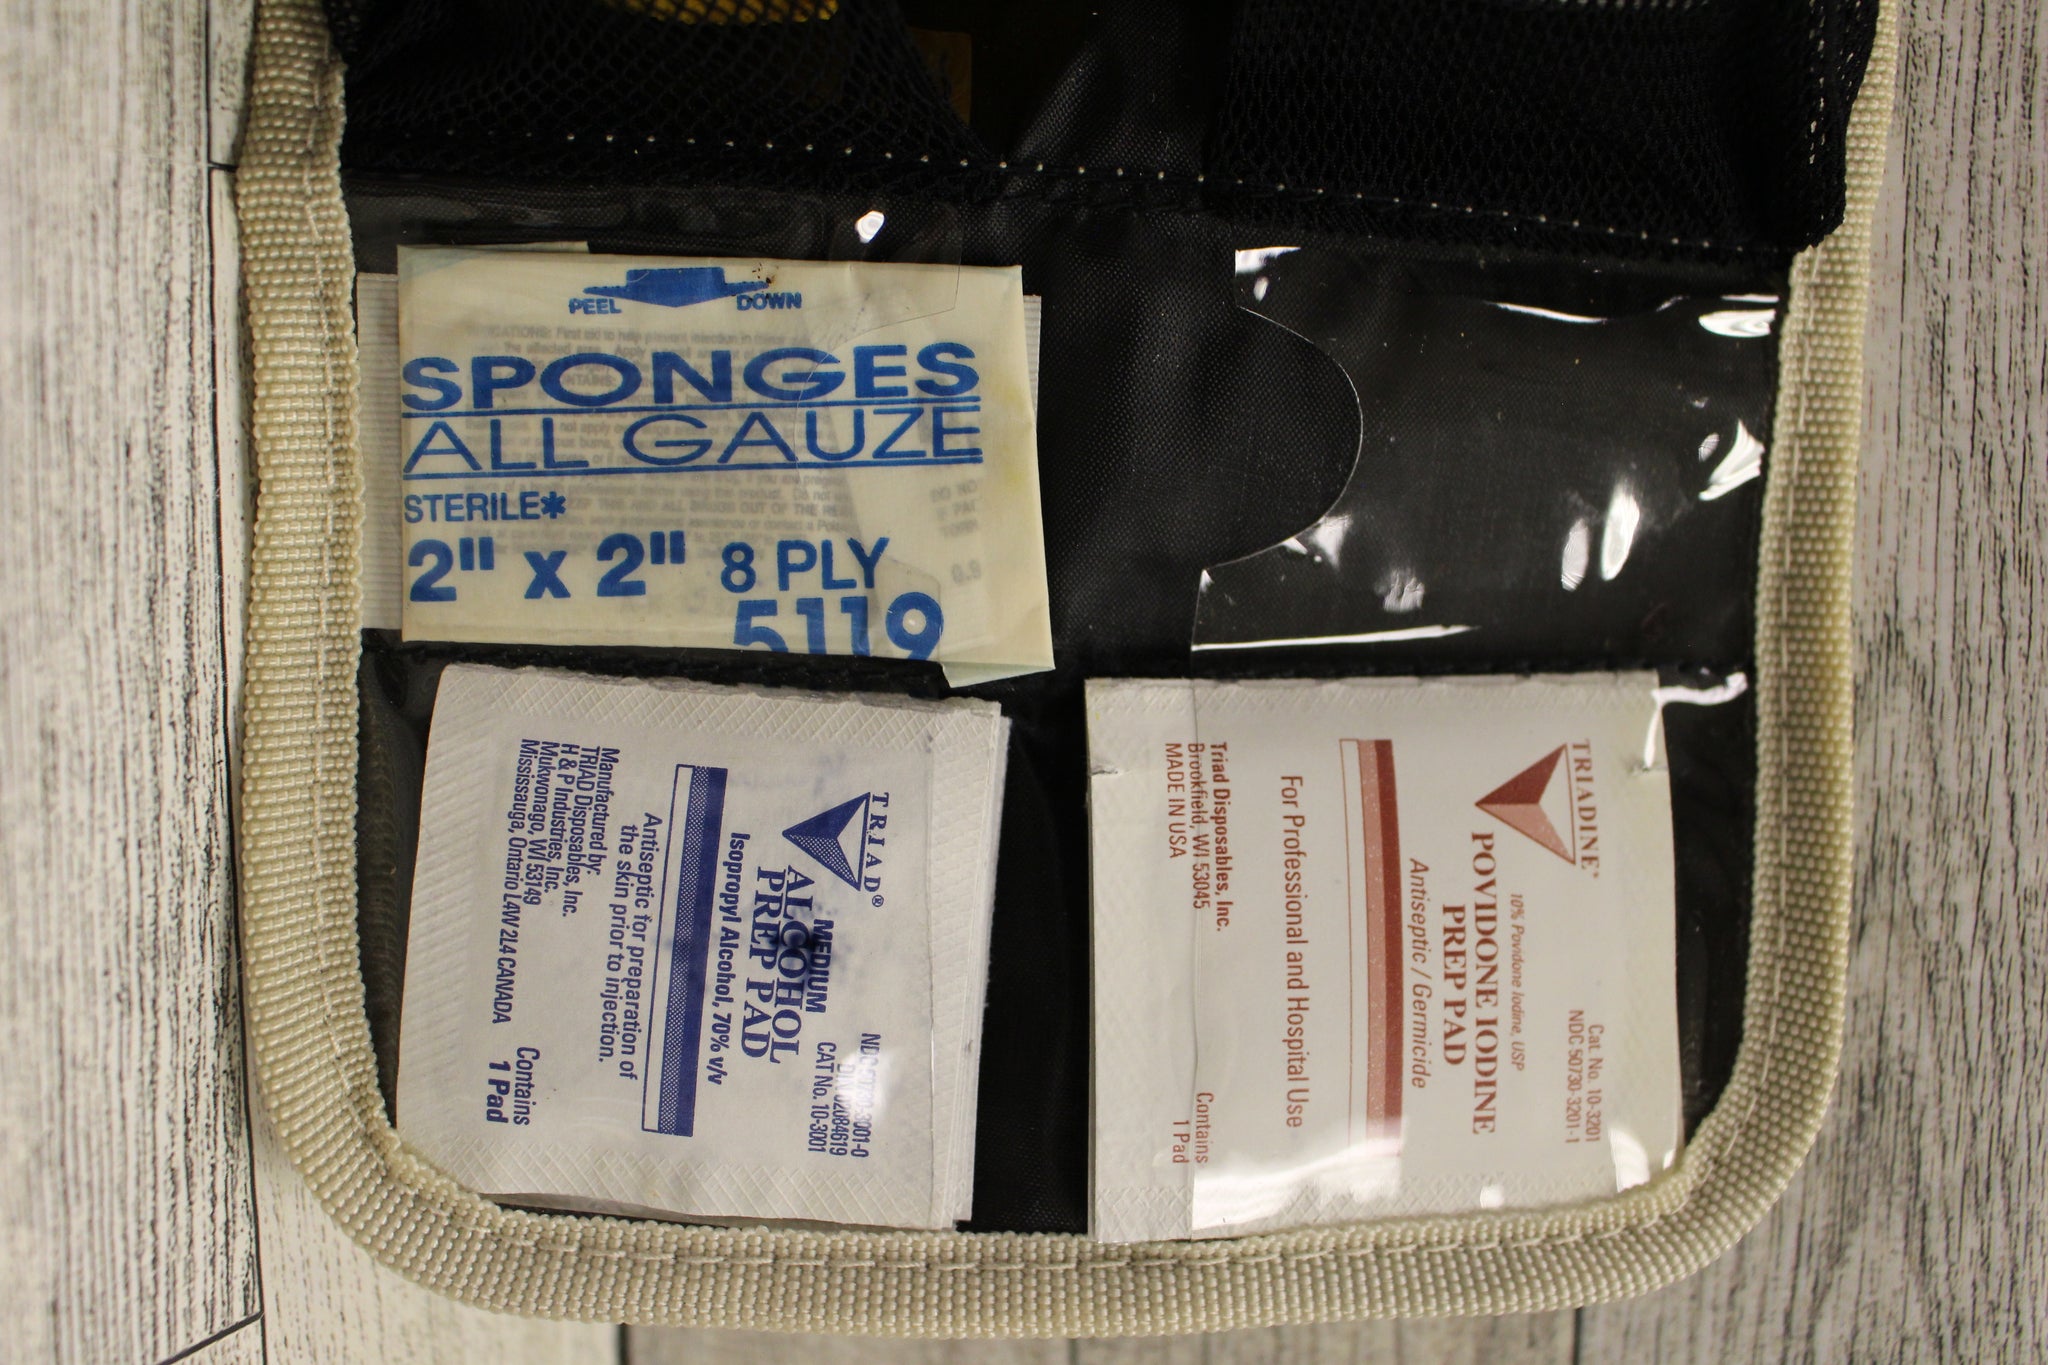 PEEL DOWN
SPONGES
ALL GAUZE
STERILE*
2" x 2" 8 PLY
5119
TRIAD®
MEDIUM
ALCOHOL
PREP PAD
Isopropyl Alcohol, 70% v/v
CAT No. 10-3001
Antiseptic for preparation of
the skin prior to injection.
Manufactured by:
TRIAD Disposables, Inc.
H & P Industries, Inc.
Mukwonago, WI 53149
Mississauga, Ontario L4W 2L4 CANADA
Contains
1 Pad
TRIADINE®
Cat. No. 10-3201
NDC 50730-3201-1
10% Povidone Iodine, USP
POVIDONE IODINE
PREP PAD
Antiseptic / Germicide
For Professional and Hospital Use
Triad Disposables, Inc.
Brookfield, WI 53045
MADE IN USA
Contains
1 Pad